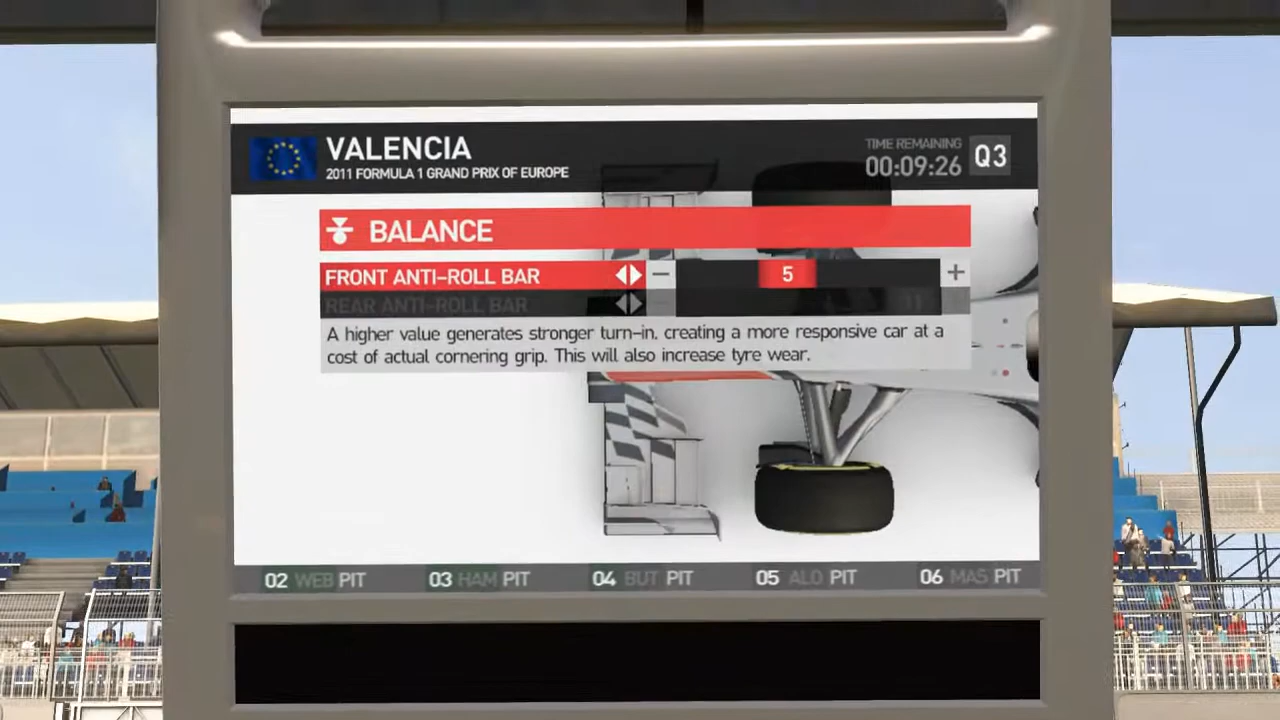 VALENCIA
2011 FORMULA 1 GRAND PRIX OF EUROPE
TIME REMAINING
00:09:26
Q3
BALANCE
FRONT ANTI-ROLL BAR
− 5 +
REAR ANTI-ROLL BAR
11
A higher value generates stronger turn-in, creating a more responsive car at a
cost of actual cornering grip. This will also increase tyre wear.
02 WEB PIT 03 HAM PIT 04 BUT PIT 05 ALO PIT 06 MAS PIT